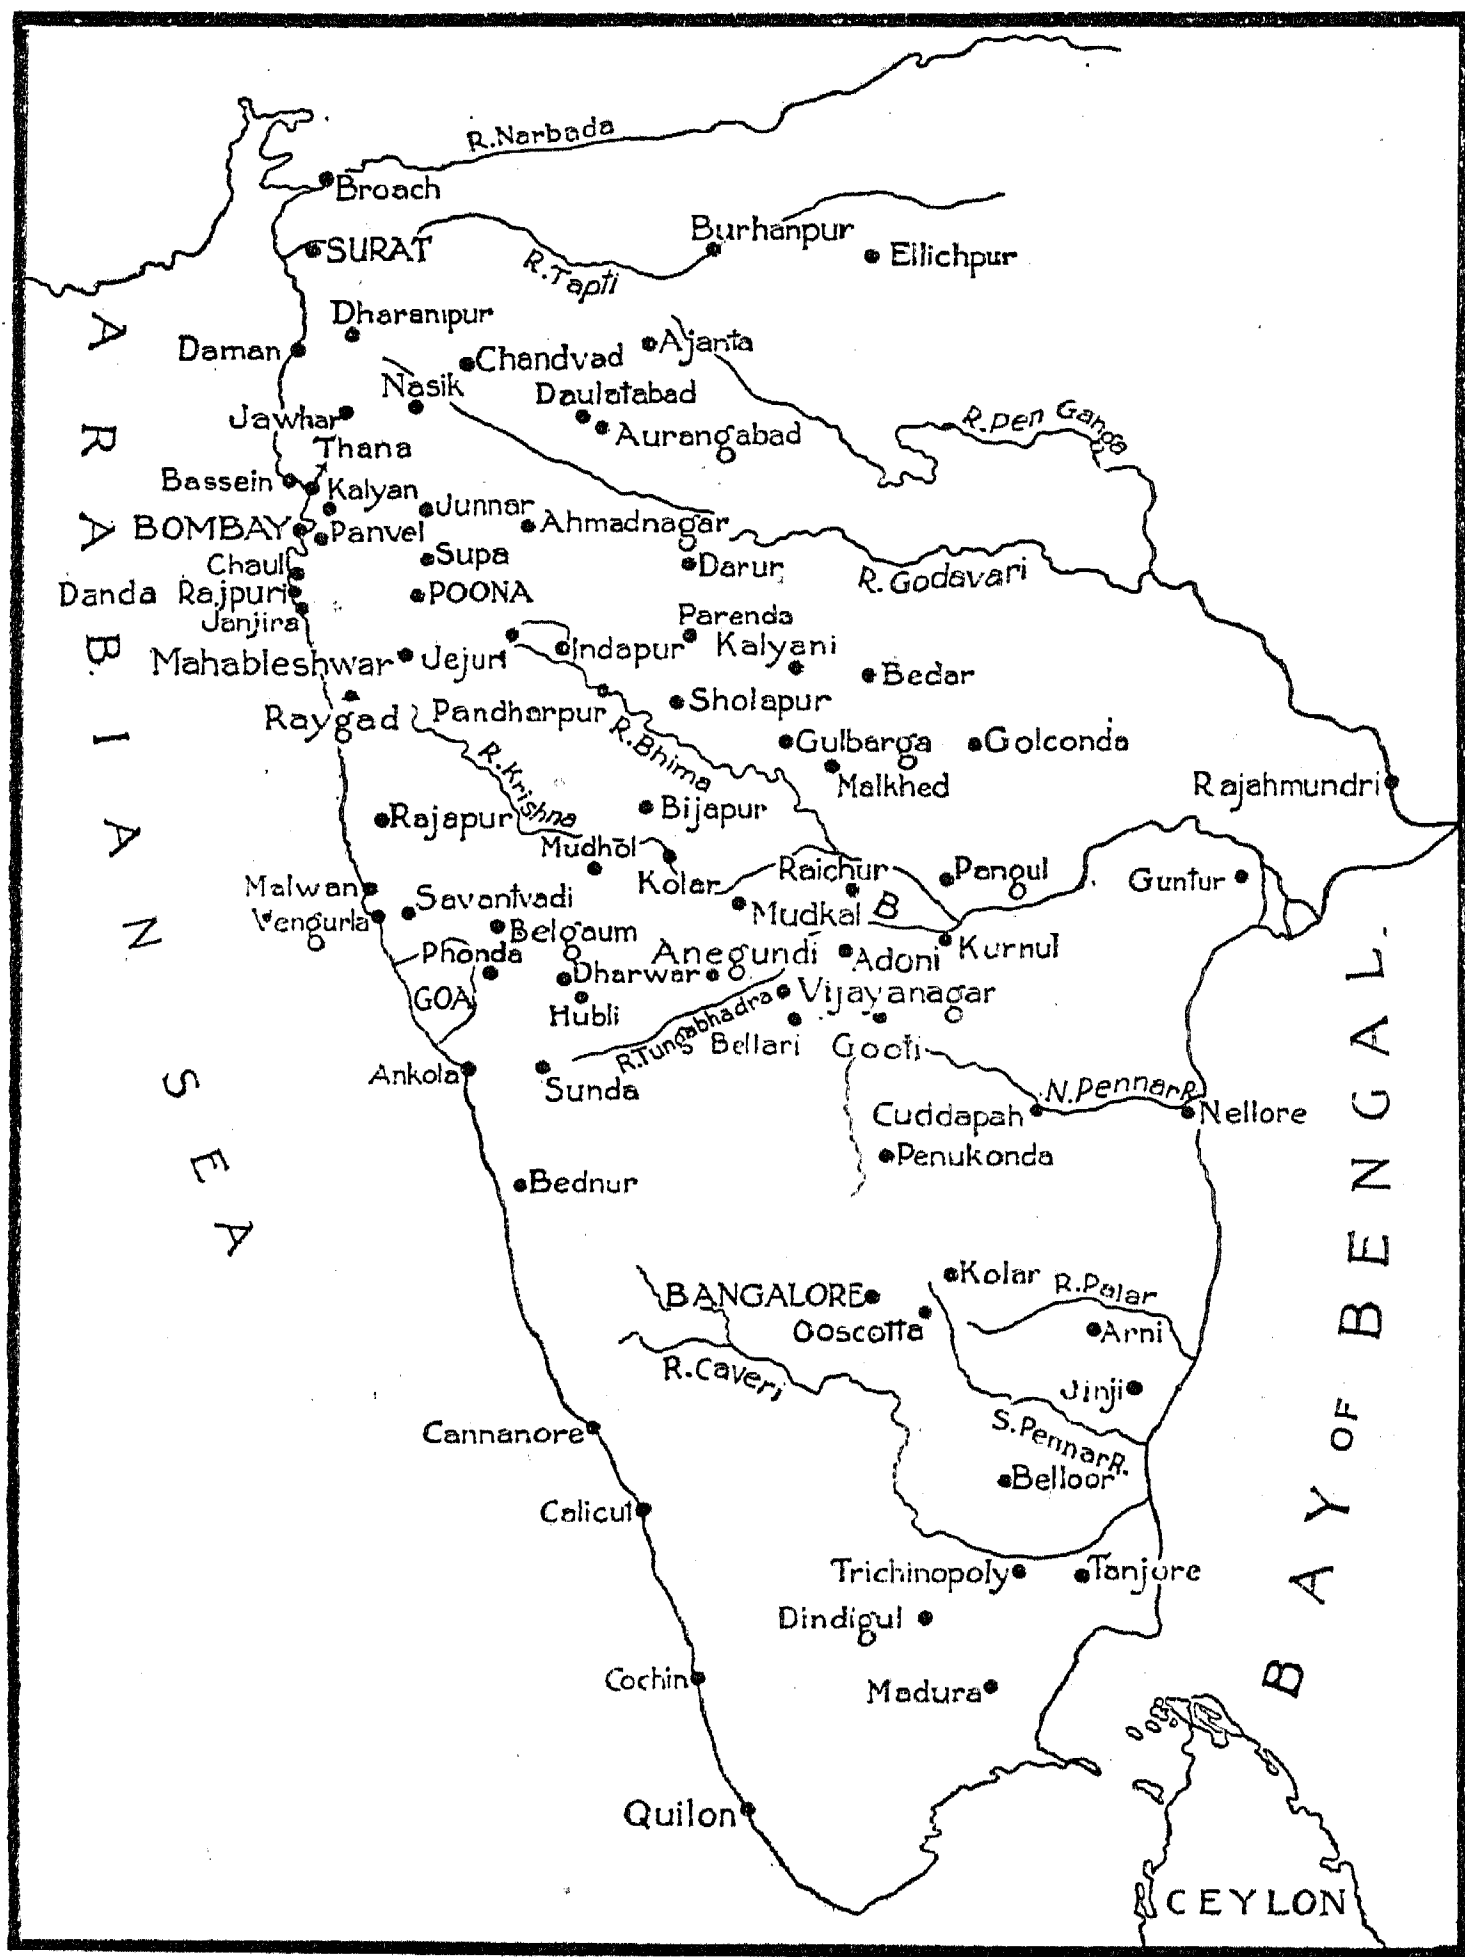 R.Narbada
Broach
SURAT
Burhanpur
R.Tapti
Ellichpur
Dharanipur
Daman
Chandvad
Ajanta
Nasik
Daulatabad
Jawhar
Aurangabad
R.Pen Ganga
Thana
Bassein
Kalyan
Junnar
BOMBAY
Panvel
Ahmadnagar
Chaul
Supa
Darur
R.Godavari
Danda Rajpuri
POONA
Janjira
Parenda
Mahableshwar
Jejuri
Indapur
Kalyani
Bedar
Raygad
Pandharpur
Sholapur
R.Bhima
R.Krishna
Gulbarga
Golconda
Malkhed
Rajahmundri
Rajapur
Bijapur
Mudhol
Kolar
Raichur
Pangul
Guntur
Malwan
Savantvadi
Mudkal
B
Vengurla
Belgaum
Phonda
Anegundi
Adoni
Kurnul
GOA
Dharwar
Vijayanagar
Hubli
R.Tungabhadra
Bellari
Gooti
Ankola
Sunda
N.Pennar R.
Cuddapah
Nellore
Penukonda
Bednur
Kolar
R.Palar
BANGALORE
Ooscotta
Arni
R.Caveri
Jinji
S.Pennar R.
Cannanore
Belloor
Calicut
Trichinopoly
Tanjore
Dindigul
Cochin
Madura
Quilon
CEYLON
ARABIAN SEA
BAY OF BENGAL.